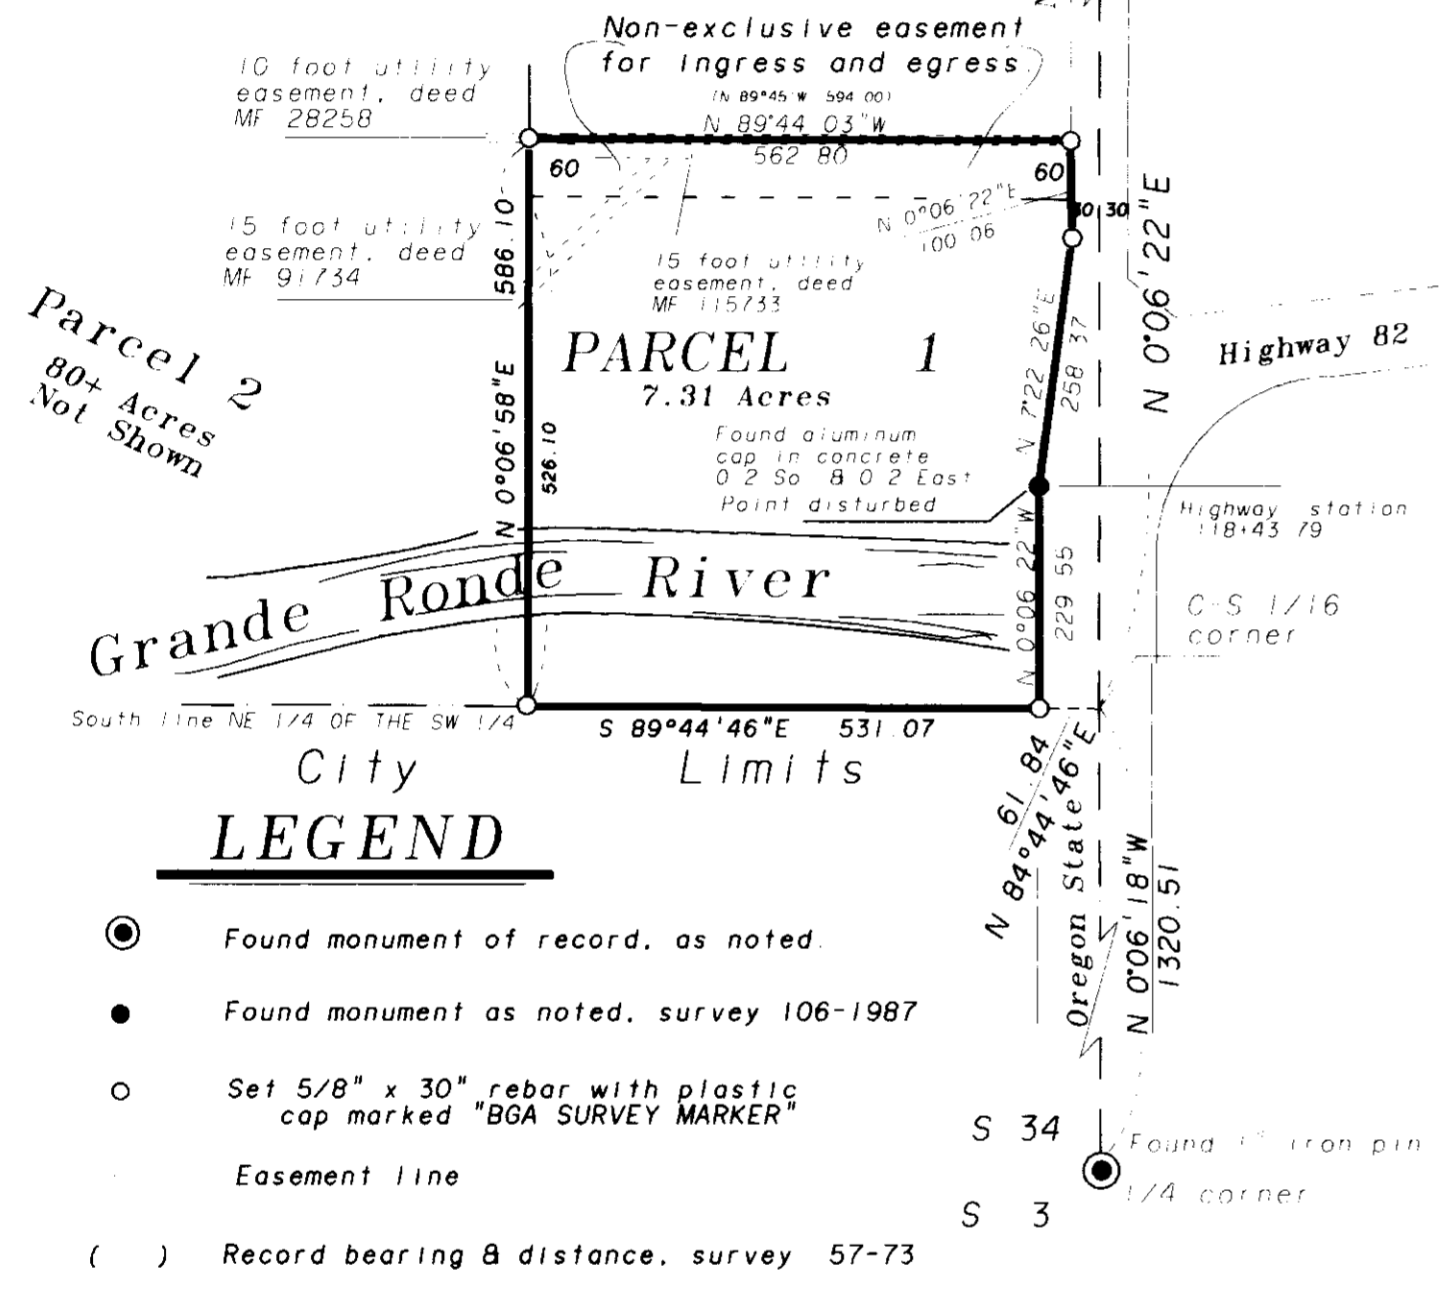 Non-exclusive easement
for ingress and egress
(N 89°45 W 594 00)
N 89°44 03"W
562 80
10 foot utility
easement. deed
MF 28258
60
60
30 30
N 0°06'22"E
100 06
15 foot utility
easement. deed
MF 91734
586.10
N 0°06'58"E
526.10
15 foot utility
easement. deed
MF 115733
N 0°06'22"E
Parcel 2
80+ Acres
Not Shown
PARCEL 1
7.31 Acres
N 7°22 26"E
258 37
Highway 82
Found aluminum
cap in concrete
0 2 So & 0 2 East
Point disturbed
Highway station
118+43 79
N 0°06 22"W
229 55
C-S 1/16
corner
Grande Ronde River
South line NE 1/4 OF THE SW 1/4
S 89°44'46"E 531.07
City Limits
61.84
N 84°44'46"E
Oregon State
N 0°06'18"W
1320.51
LEGEND
Found monument of record. as noted.
Found monument as noted. survey 106-1987
Set 5/8" x 30" rebar with plastic
cap marked "BGA SURVEY MARKER"
Easement line
( ) Record bearing & distance. survey 57-73
S 34
S 3
Found 1" iron pin
1/4 corner